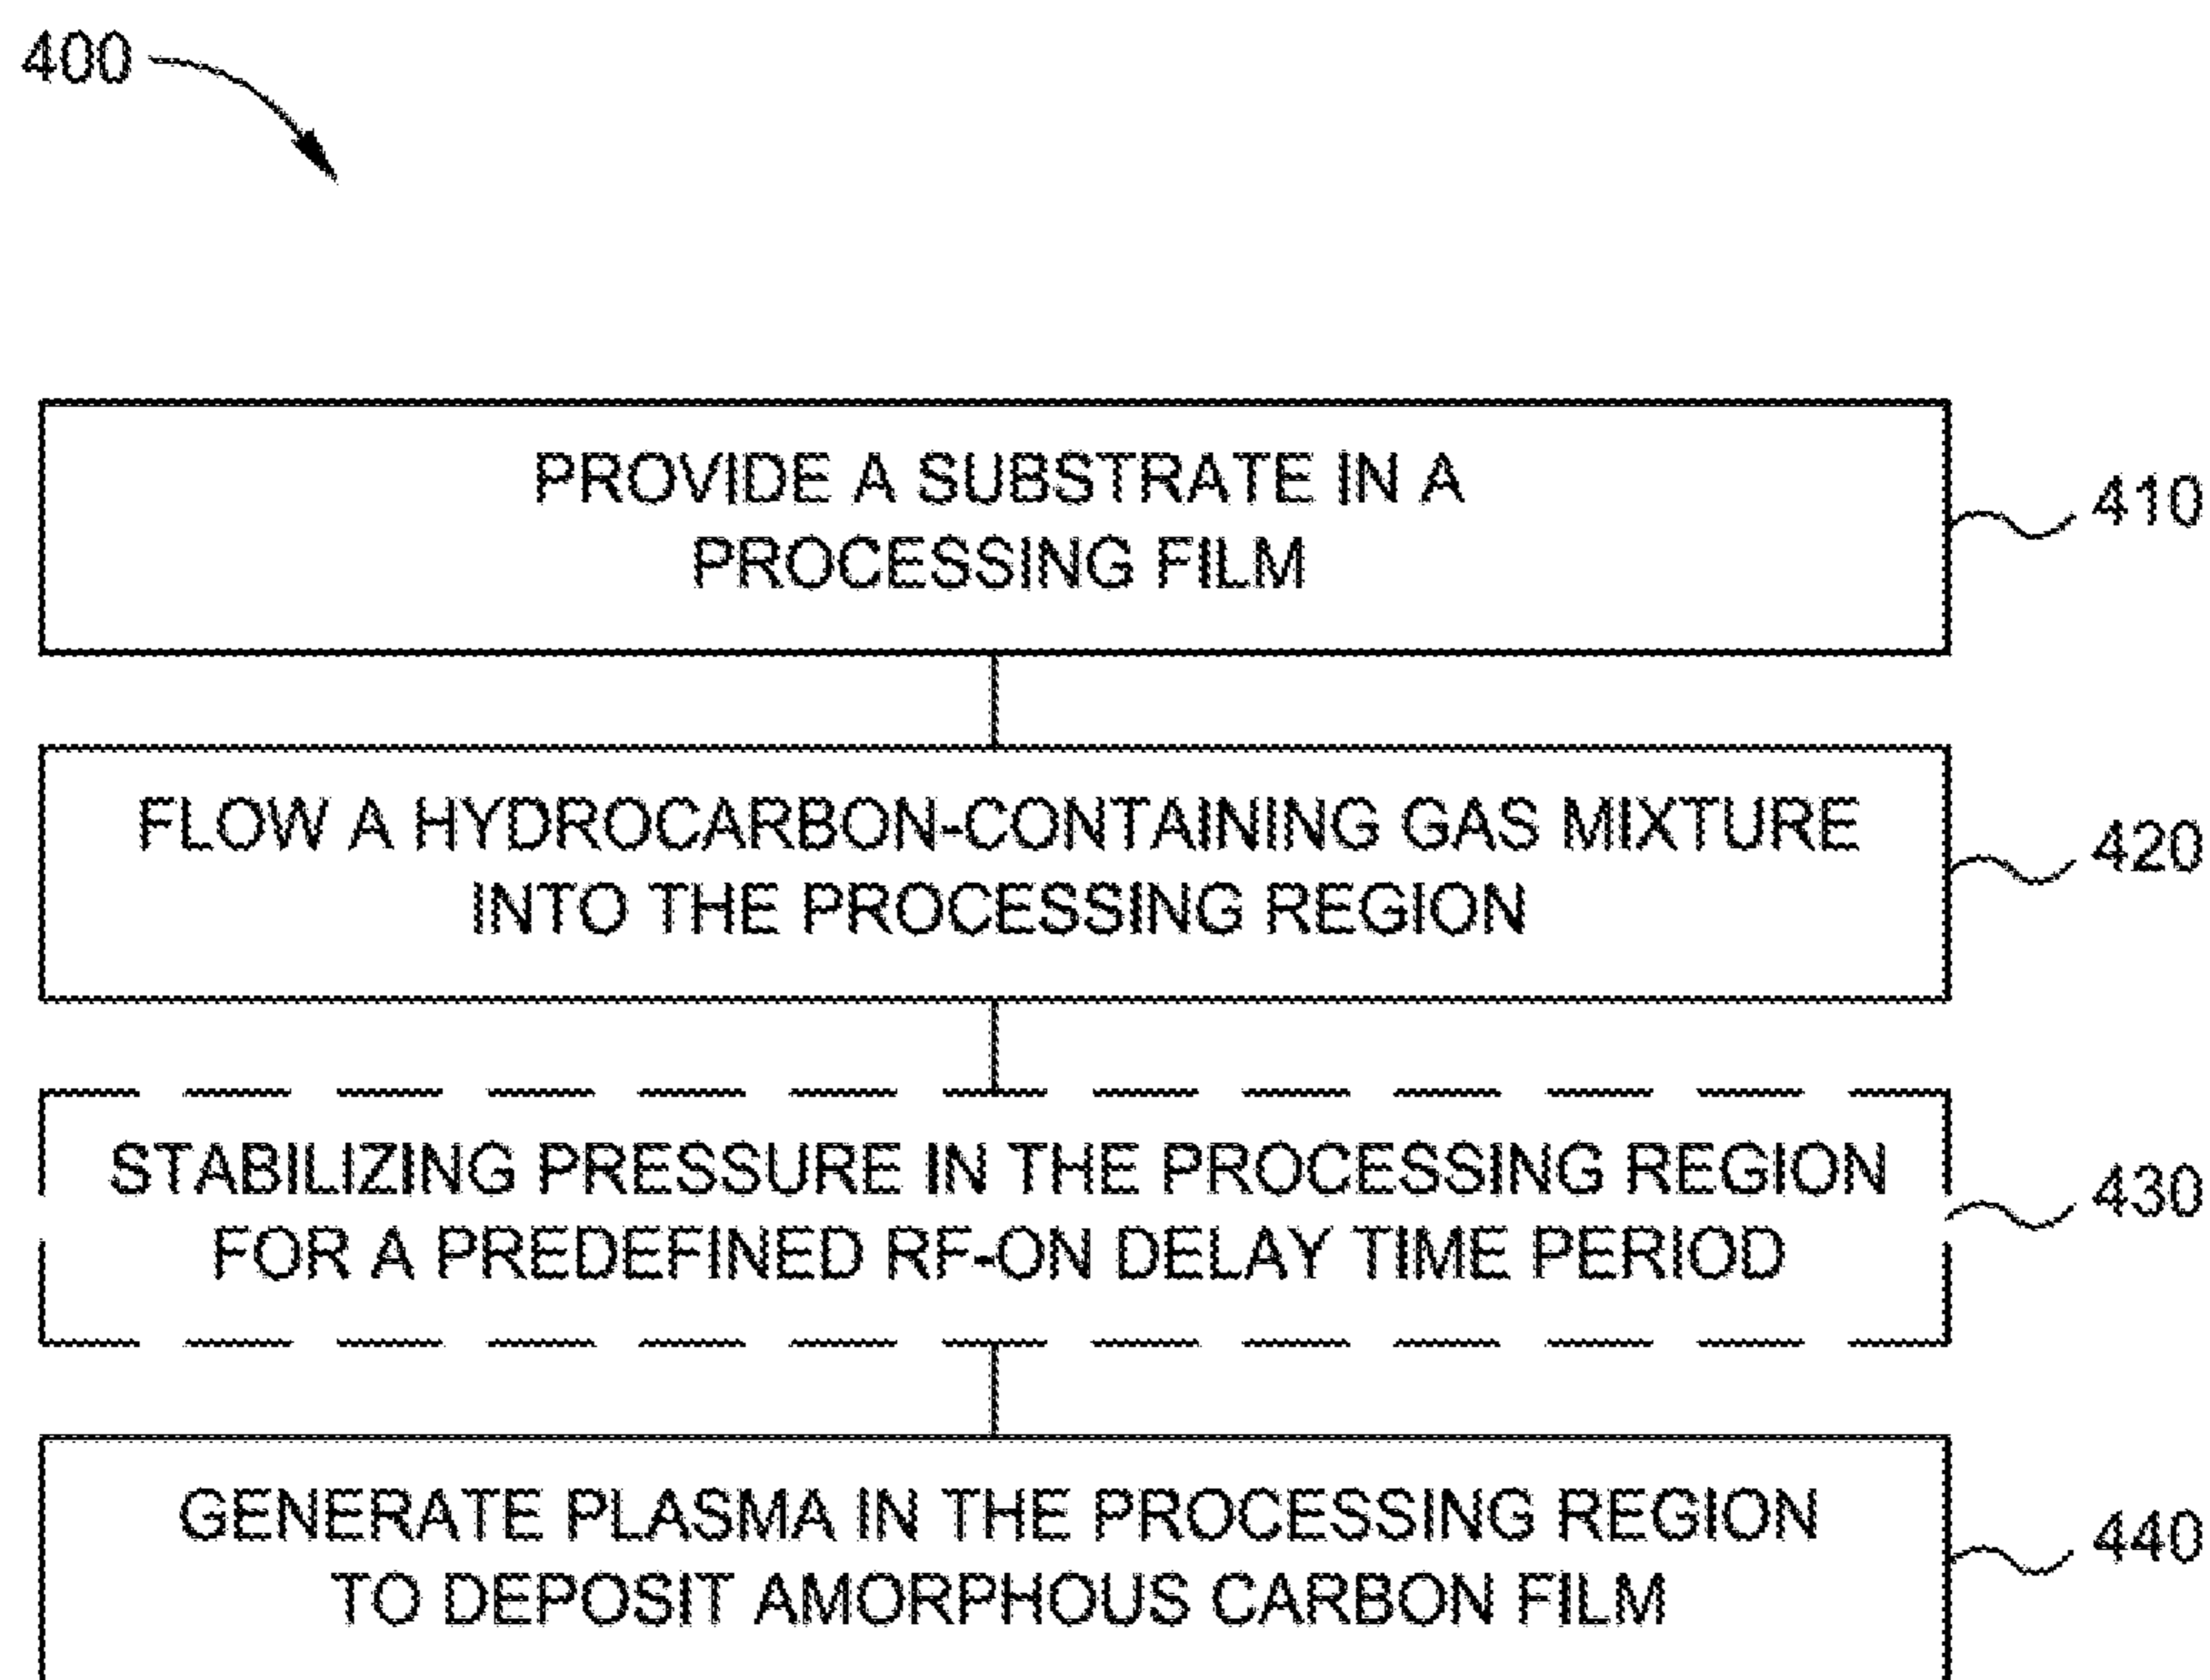 400
PROVIDE A SUBSTRATE IN A
PROCESSING FILM
410
FLOW A HYDROCARBON-CONTAINING GAS MIXTURE
INTO THE PROCESSING REGION
420
STABILIZING PRESSURE IN THE PROCESSING REGION
FOR A PREDEFINED RF-ON DELAY TIME PERIOD
430
GENERATE PLASMA IN THE PROCESSING REGION
TO DEPOSIT AMORPHOUS CARBON FILM
440